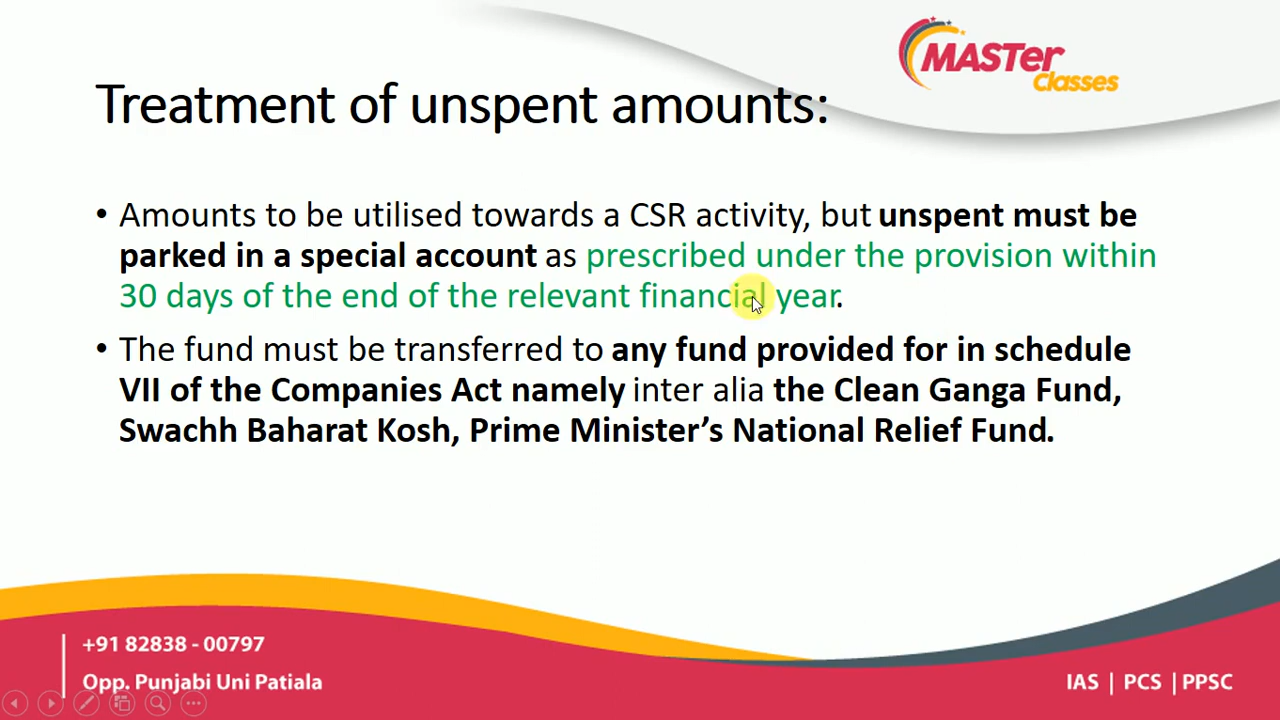 MASTer
Classes
Treatment of unspent amounts:
• Amounts to be utilised towards a CSR activity, but unspent must be
parked in a special account as prescribed under the provision within
30 days of the end of the relevant financial year.
• The fund must be transferred to any fund provided for in schedule
VII of the Companies Act namely inter alia the Clean Ganga Fund,
Swachh Baharat Kosh, Prime Minister’s National Relief Fund.
+91 82838 - 00797
Opp. Punjabi Uni Patiala
IAS | PCS | PPSC